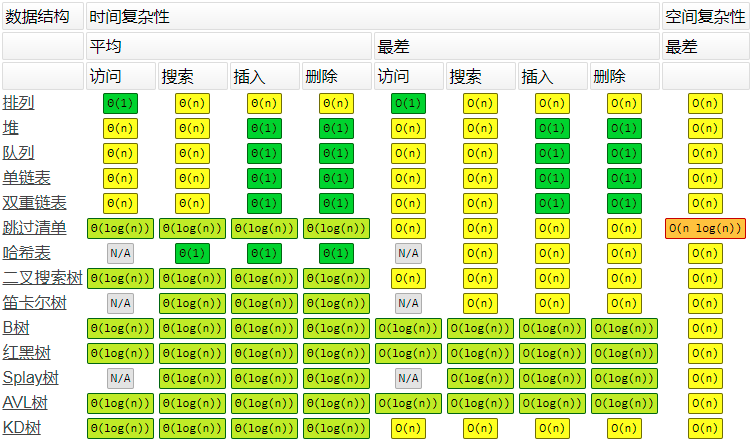 数据结构 时间复杂性 空间复杂性
平均 最差 最差
访问 搜索 插入 删除 访问 搜索 插入 删除
排列 Θ(1) Θ(n) Θ(n) Θ(n) O(1) O(n) O(n) O(n) O(n)
堆 Θ(n) Θ(n) Θ(1) Θ(1) O(n) O(n) O(1) O(1) O(n)
队列 Θ(n) Θ(n) Θ(1) Θ(1) O(n) O(n) O(1) O(1) O(n)
单链表 Θ(n) Θ(n) Θ(1) Θ(1) O(n) O(n) O(1) O(1) O(n)
双重链表 Θ(n) Θ(n) Θ(1) Θ(1) O(n) O(n) O(1) O(1) O(n)
跳过清单 Θ(log(n)) Θ(log(n)) Θ(log(n)) Θ(log(n)) O(n) O(n) O(n) O(n) O(n log(n))
哈希表 N/A Θ(1) Θ(1) Θ(1) N/A O(n) O(n) O(n) O(n)
二叉搜索树 Θ(log(n)) Θ(log(n)) Θ(log(n)) Θ(log(n)) O(n) O(n) O(n) O(n) O(n)
笛卡尔树 N/A Θ(log(n)) Θ(log(n)) Θ(log(n)) N/A O(n) O(n) O(n) O(n)
B树 Θ(log(n)) Θ(log(n)) Θ(log(n)) Θ(log(n)) O(log(n)) O(log(n)) O(log(n)) O(log(n)) O(n)
红黑树 Θ(log(n)) Θ(log(n)) Θ(log(n)) Θ(log(n)) O(log(n)) O(log(n)) O(log(n)) O(log(n)) O(n)
Splay树 N/A Θ(log(n)) Θ(log(n)) Θ(log(n)) N/A O(log(n)) O(log(n)) O(log(n)) O(n)
AVL树 Θ(log(n)) Θ(log(n)) Θ(log(n)) Θ(log(n)) O(log(n)) O(log(n)) O(log(n)) O(log(n)) O(n)
KD树 Θ(log(n)) Θ(log(n)) Θ(log(n)) Θ(log(n)) O(n) O(n) O(n) O(n) O(n)